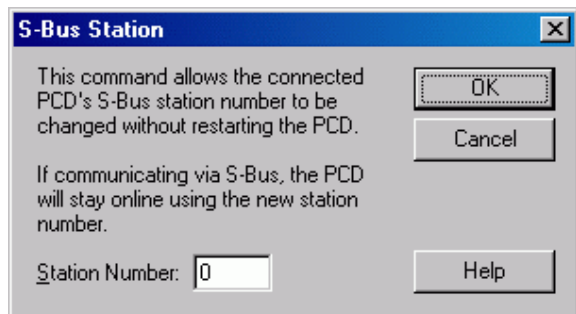 S-Bus Station
This command allows the connected
PCD's S-Bus station number to be
changed without restarting the PCD.
If communicating via S-Bus, the PCD
will stay online using the new station
number.
Station Number: 0
OK
Cancel
Help